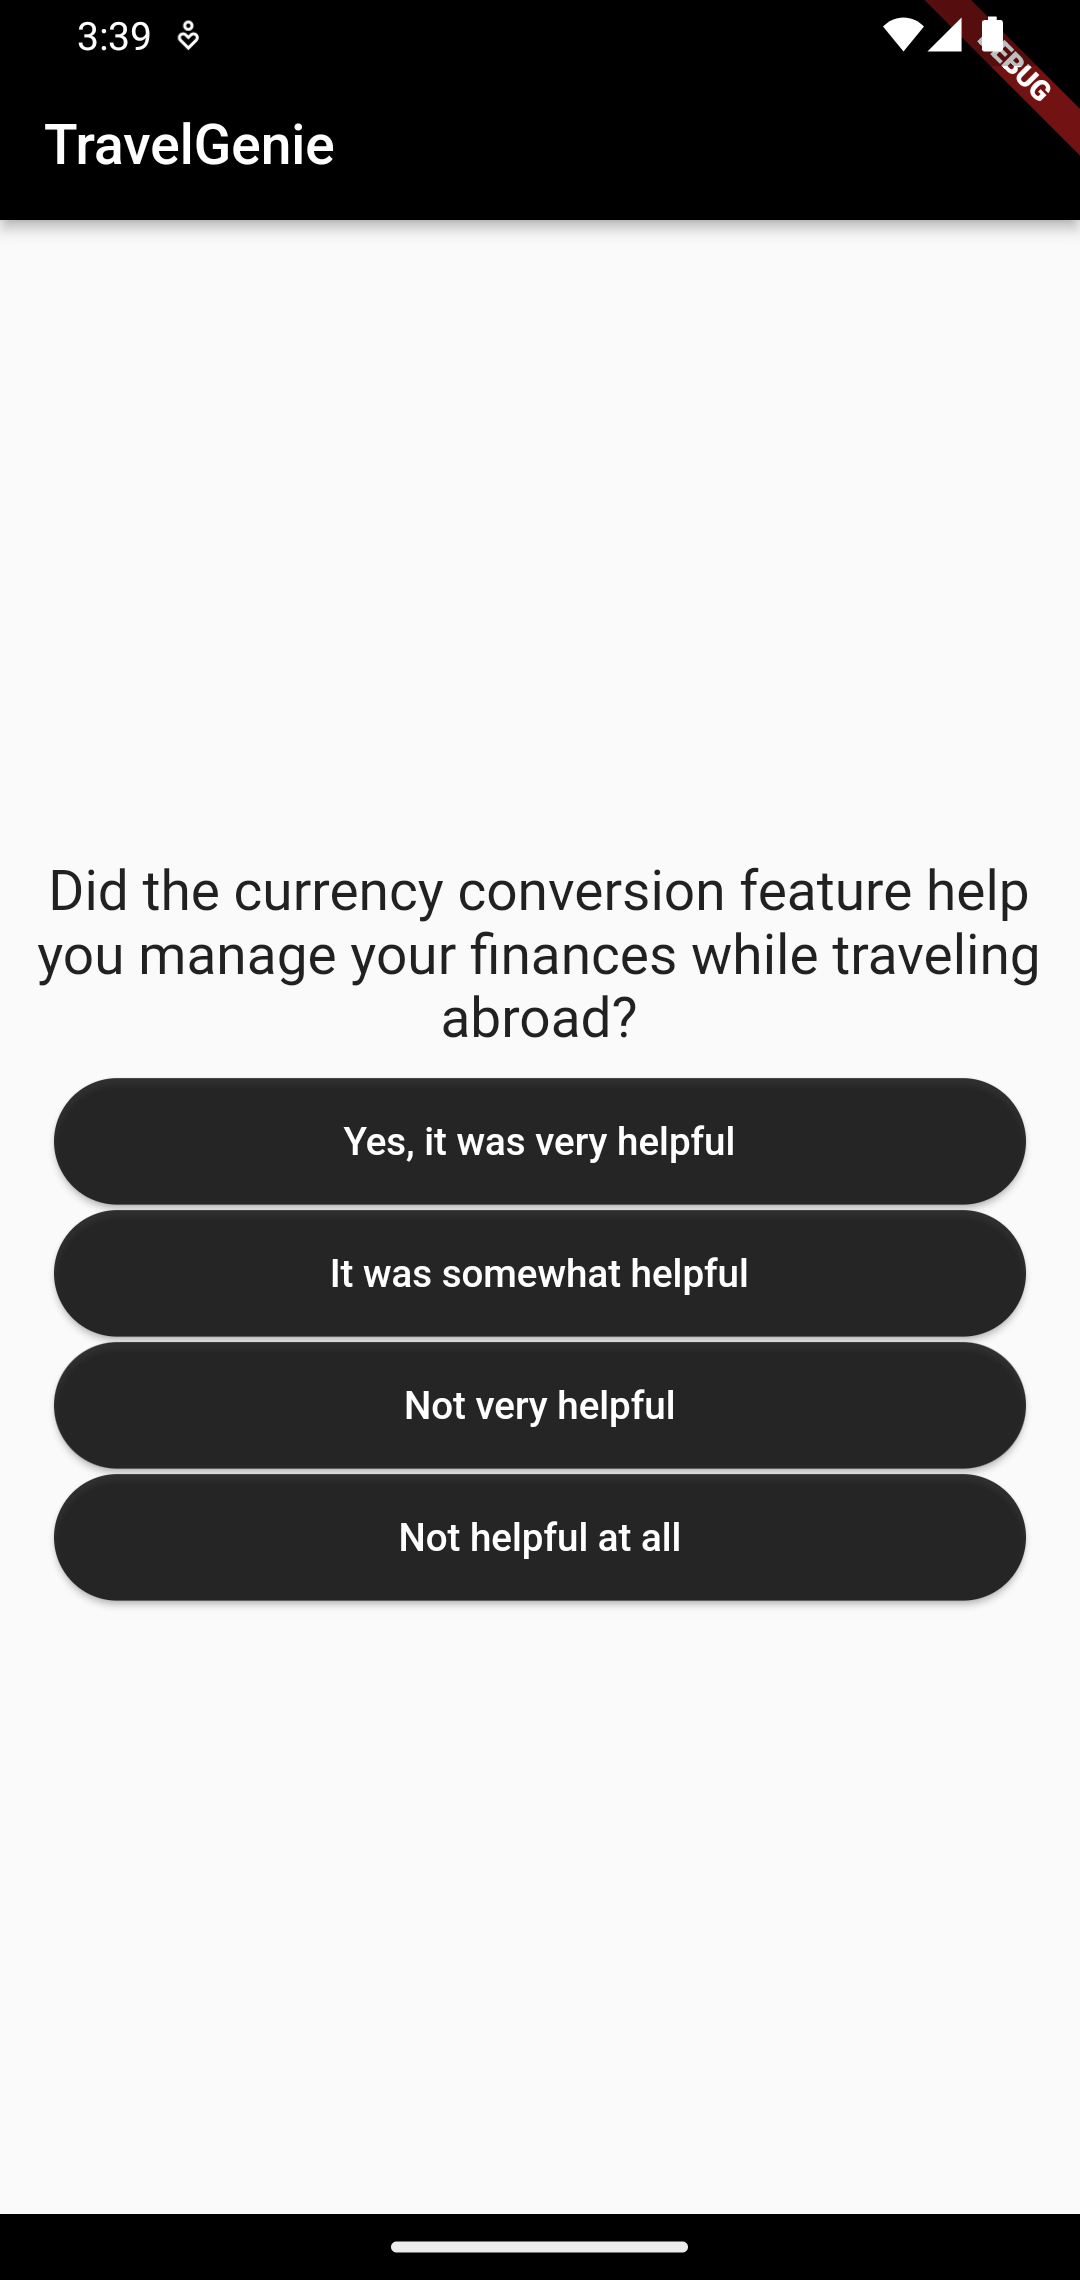 3:39
DEBUG
TravelGenie
Did the currency conversion feature help
you manage your finances while traveling
abroad?
Yes, it was very helpful
It was somewhat helpful
Not very helpful
Not helpful at all